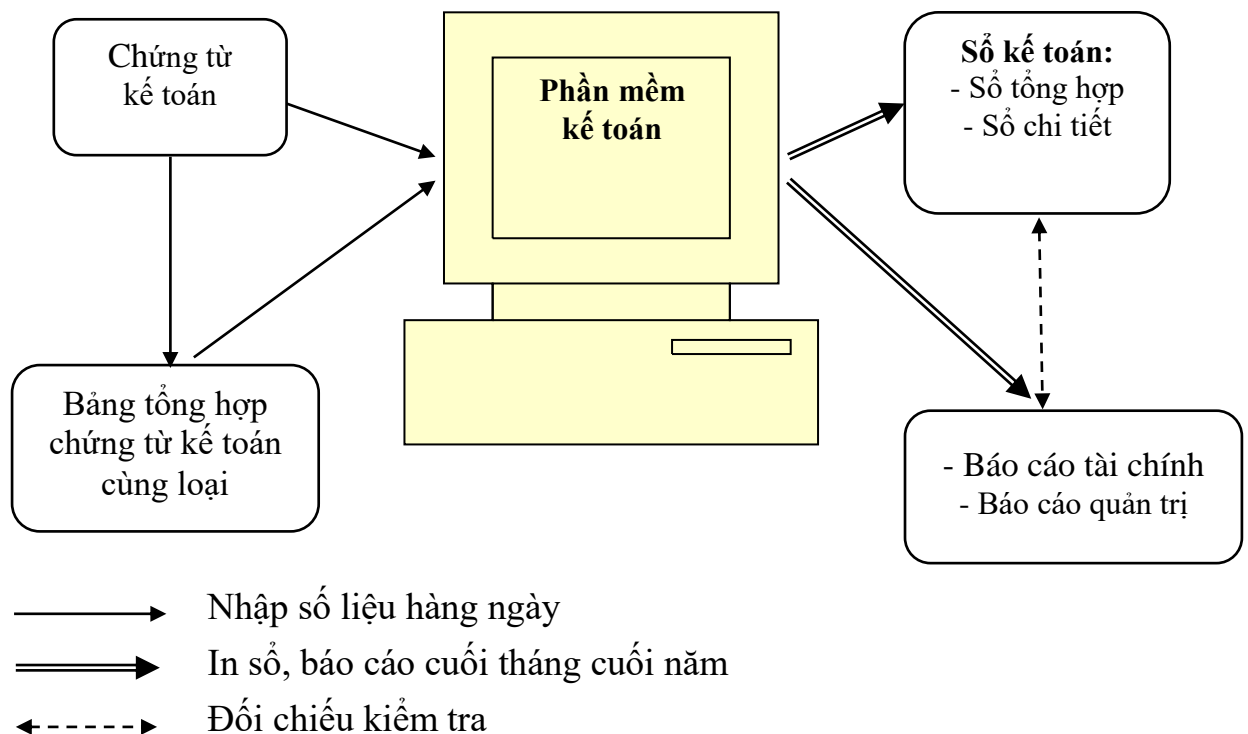 Chứng từ
kế toán
Phần mềm
kế toán
Sổ kế toán:
- Sổ tổng hợp
- Sổ chi tiết
Bảng tổng hợp
chứng từ kế toán
cùng loại
- Báo cáo tài chính
- Báo cáo quản trị
Nhập số liệu hàng ngày
In sổ, báo cáo cuối tháng cuối năm
Đối chiếu kiểm tra